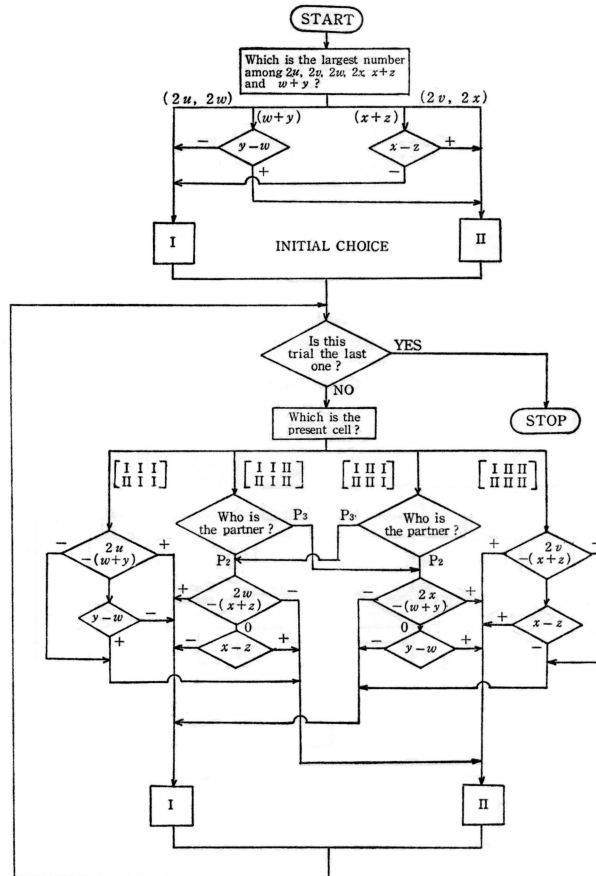 START
Which is the largest number
among 2u, 2v, 2w, 2x, x+z
and w+y ?
(2u, 2w)
(2v, 2x)
(w+y)
(x+z)
−
y−w
x−z
+
+
−
I
INITIAL CHOICE
II
Is this
trial the last
one ?
YES
NO
Which is the
present cell ?
STOP
[I I I
II I I]
[I I II
II I II]
[I II I
II II I]
[I II II
II II II]
Who is
the partner ?
P3
P3'
Who is
the partner ?
P2
P2
−
2u
−(w+y)
+
+
2w
−(x+z)
−
−
2x
−(w+y)
+
+
2v
−(x+z)
−
y−w
−
+
0
−
x−z
+
0
−
y−w
+
+
x−z
−
I
II